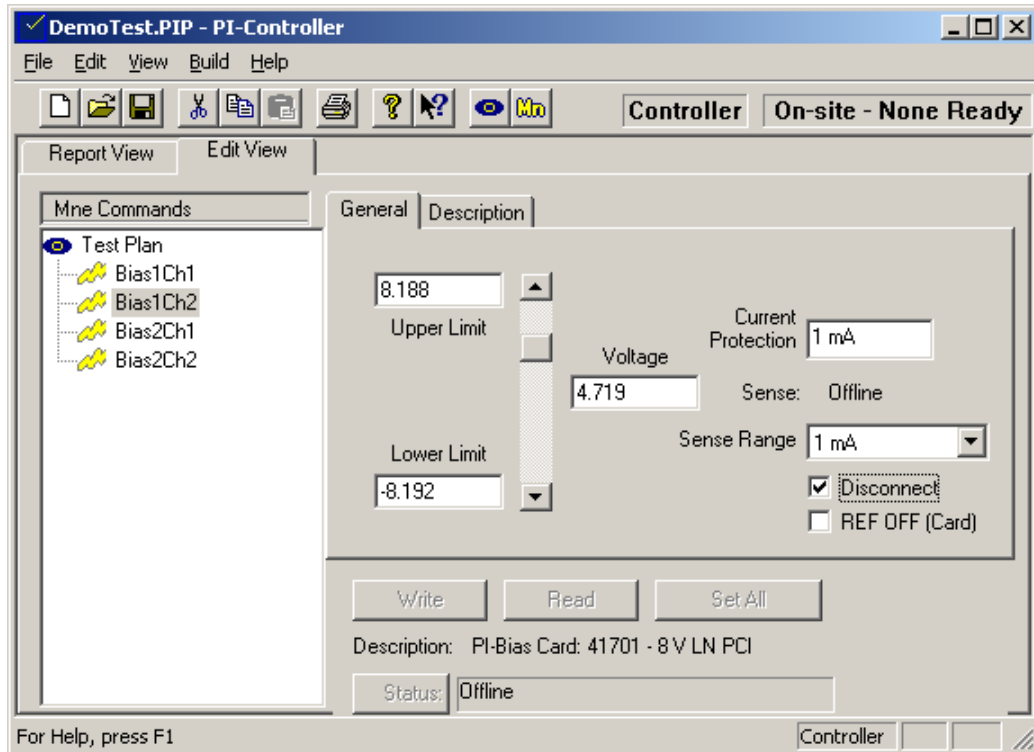 DemoTest.PIP - PI-Controller
File Edit View Build Help
Controller On-site - None Ready
Report View Edit View
Mne Commands
Test Plan
Bias1Ch1
Bias1Ch2
Bias2Ch1
Bias2Ch2
General Description
8.188
Upper Limit
Voltage
4.719
Lower Limit
-8.192
Current
Protection 1 mA
Sense: Offline
Sense Range 1 mA
Disconnect
REF OFF (Card)
Write Read Set All
Description: PI-Bias Card: 41701 - 8 V LN PCI
Status: Offline
For Help, press F1 Controller